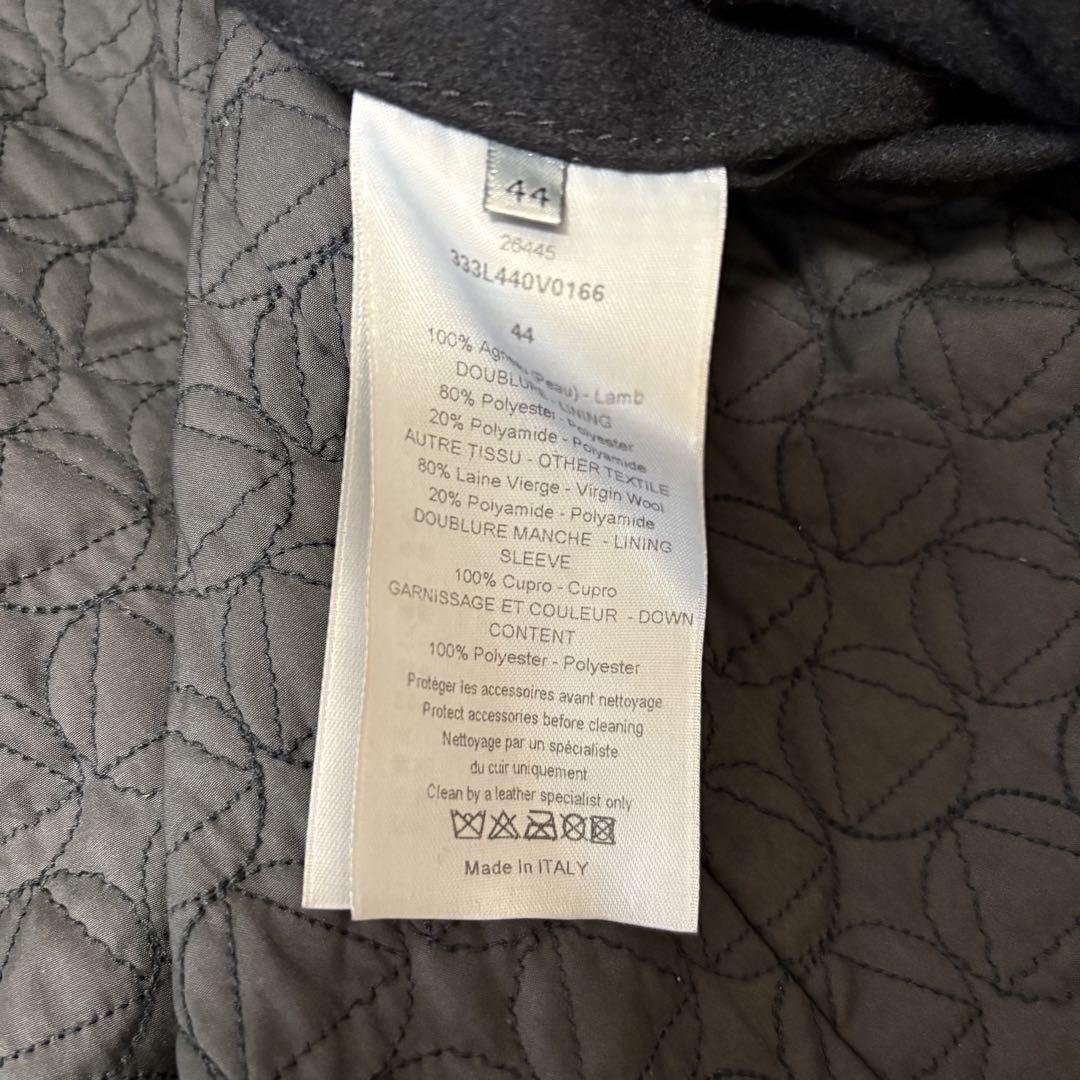 44
26445
333L440V0166
44
100% Agneau (Peau) - Lamb
DOUBLURE - LINING
80% Polyester - Polyester
20% Polyamide - Polyamide
AUTRE TISSU - OTHER TEXTILE
80% Laine Vierge - Virgin Wool
20% Polyamide - Polyamide
DOUBLURE MANCHE - LINING
SLEEVE
100% Cupro - Cupro
GARNISSAGE ET COULEUR - DOWN
CONTENT
100% Polyester - Polyester
Protéger les accessoires avant nettoyage
Protect accessories before cleaning
Nettoyage par un spécialiste
du cuir uniquement
Clean by a leather specialist only
Made In ITALY